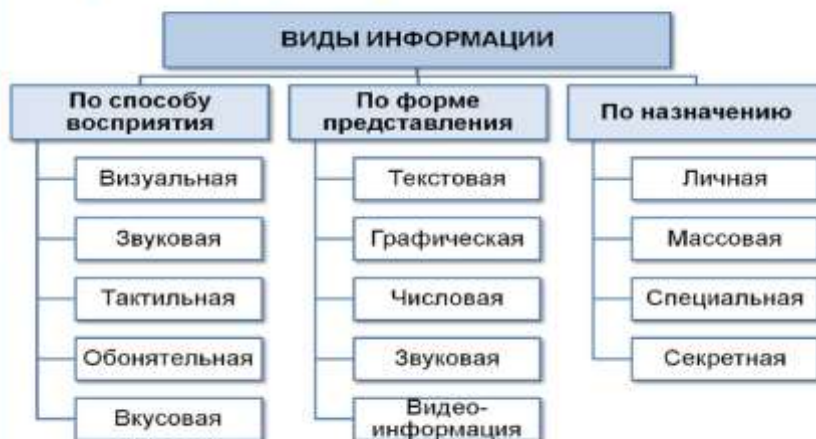 ВИДЫ ИНФОРМАЦИИ
По способу
восприятия
Визуальная
Звуковая
Тактильная
Обонятельная
Вкусовая
По форме
представления
Текстовая
Графическая
Числовая
Звуковая
Видео-
информация
По назначению
Личная
Массовая
Специальная
Секретная